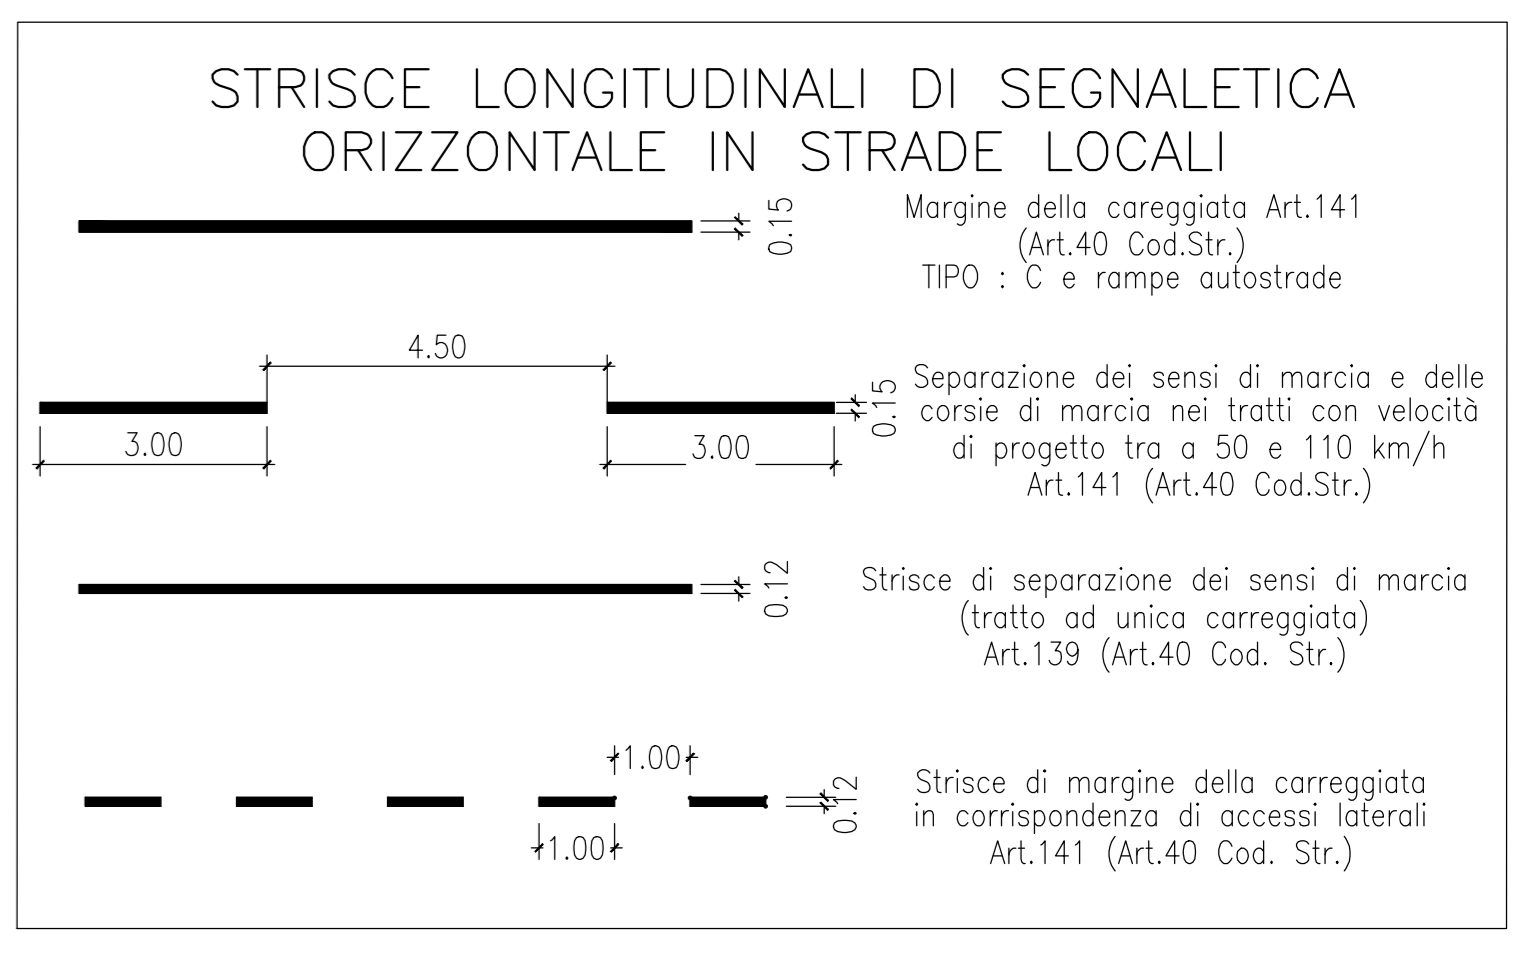 STRISCE LONGITUDINALI DI SEGNALETICA
ORIZZONTALE IN STRADE LOCALI
0.15
Margine della careggiata Art.141
(Art.40 Cod.Str.)
TIPO : C e rampe autostrade
4.50
3.00
3.00
0.15
Separazione dei sensi di marcia e delle
corsie di marcia nei tratti con velocità
di progetto tra a 50 e 110 km/h
Art.141 (Art.40 Cod.Str.)
0.12
Strisce di separazione dei sensi di marcia
(tratto ad unica carreggiata)
Art.139 (Art.40 Cod. Str.)
1.00
1.00
0.12
Strisce di margine della carreggiata
in corrispondenza di accessi laterali
Art.141 (Art.40 Cod. Str.)